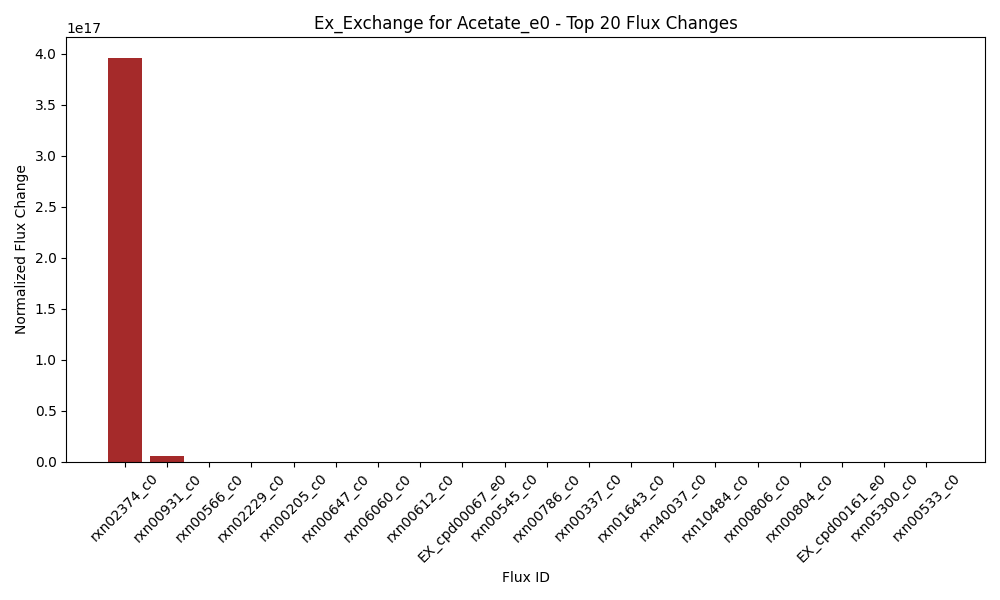 Ex_Exchange for Acetate_e0 - Top 20 Flux Changes
1e17
4.0
3.5
3.0
2.5
2.0
1.5
1.0
0.5
0.0
Normalized Flux Change
rxn02374_c0
rxn00931_c0
rxn00566_c0
rxn02229_c0
rxn00205_c0
rxn00647_c0
rxn06060_c0
rxn00612_c0
EX_cpd00067_e0
rxn00545_c0
rxn00786_c0
rxn00337_c0
rxn01643_c0
rxn40037_c0
rxn10484_c0
rxn00806_c0
rxn00804_c0
EX_cpd00161_e0
rxn05300_c0
rxn00533_c0
Flux ID